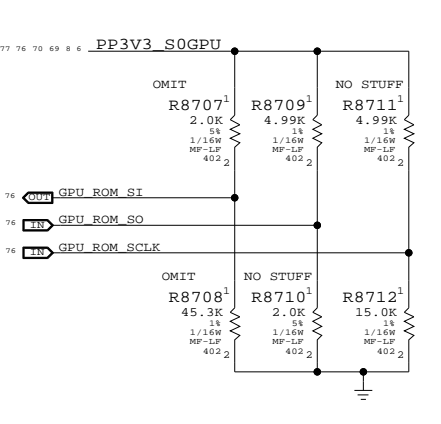 77 76 70 69 8 6 PP3V3_S0GPU
OMIT NO STUFF
R8707 1 R8709 1 R8711 1
2.0K 4.99K 4.99K
5% 1% 1%
1/16W 1/16W 1/16W
MF-LF MF-LF MF-LF
402 2 402 2 402 2
76 OUT GPU_ROM_SI
76 IN GPU_ROM_SO
76 IN GPU_ROM_SCLK
OMIT NO STUFF
R8708 1 R8710 1 R8712 1
45.3K 2.0K 15.0K
1% 5% 1%
1/16W 1/16W 1/16W
MF-LF MF-LF MF-LF
402 2 402 2 402 2